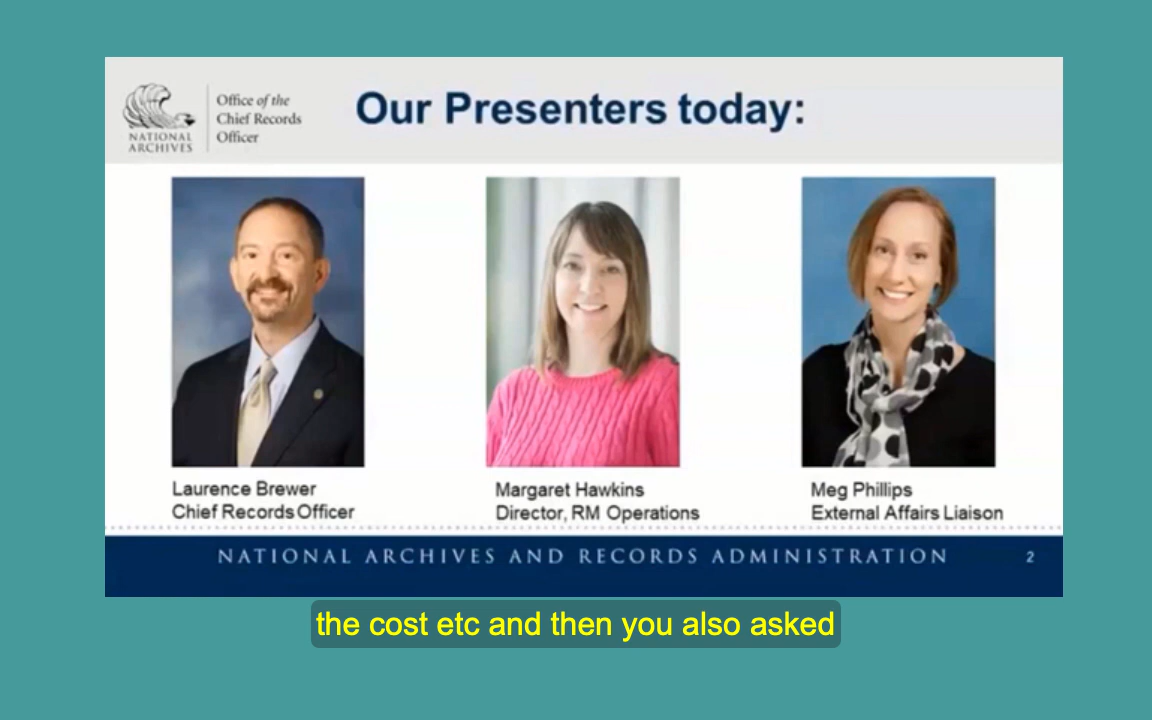 Office of the
Chief Records
Officer
NATIONAL
ARCHIVES
Our Presenters today:
Laurence Brewer
Chief Records Officer
Margaret Hawkins
Director, RM Operations
Meg Phillips
External Affairs Liaison
NATIONAL ARCHIVES AND RECORDS ADMINISTRATION
2
the cost etc and then you also asked